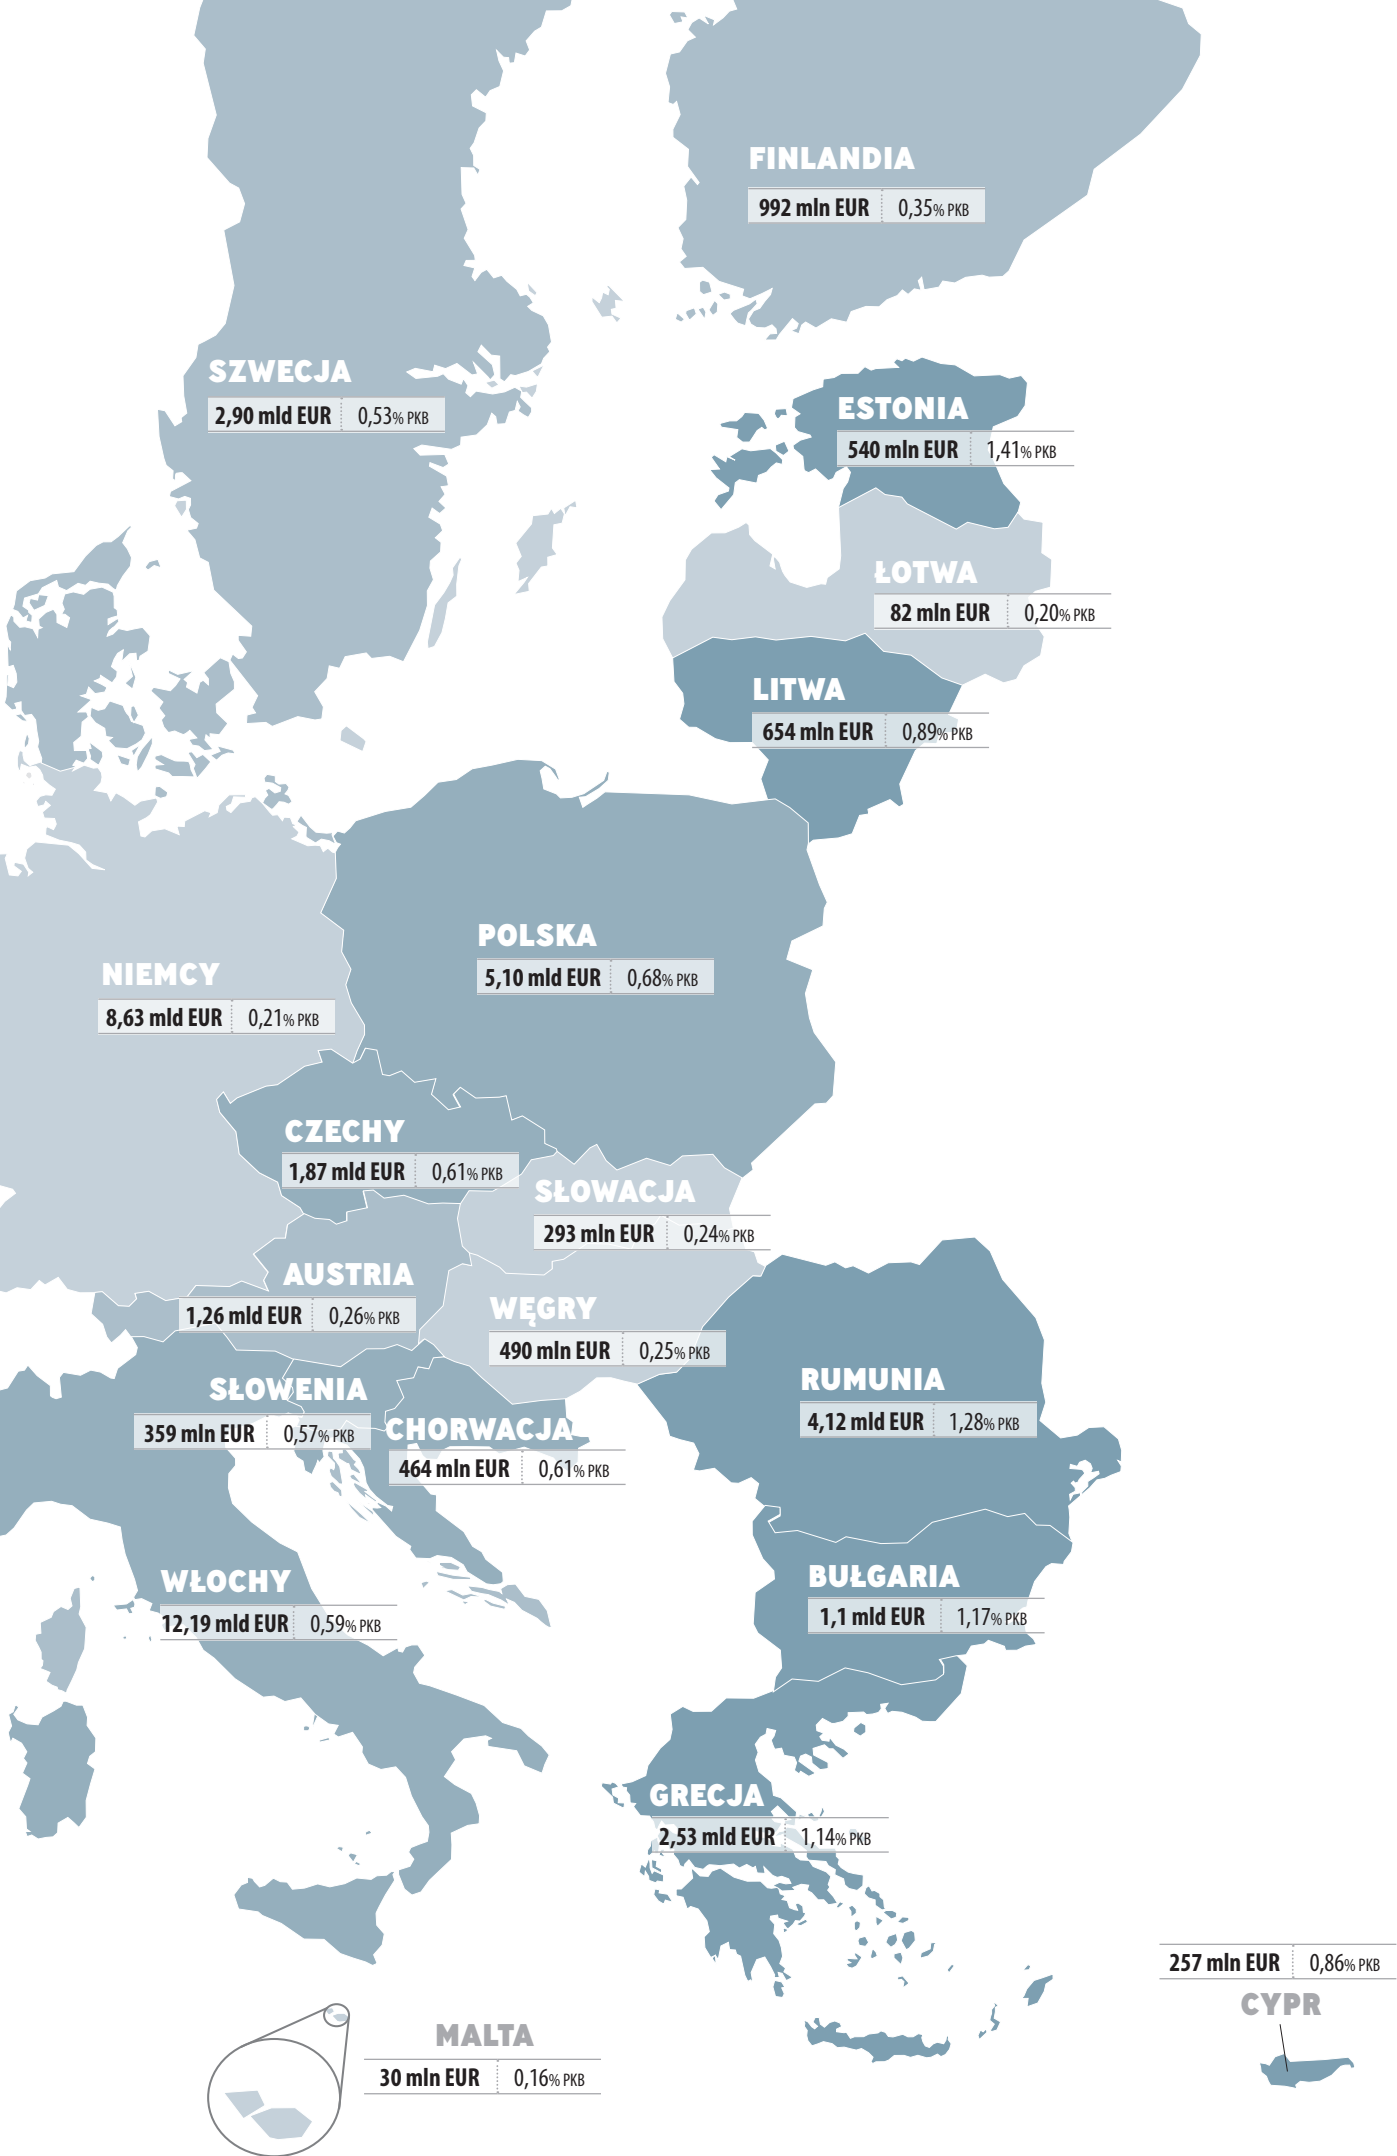 FINLANDIA
992 mln EUR 0,35% PKB
SZWECJA
2,90 mld EUR 0,53% PKB
ESTONIA
540 mln EUR 1,41% PKB
ŁOTWA
82 mln EUR 0,20% PKB
LITWA
654 mln EUR 0,89% PKB
POLSKA
5,10 mld EUR 0,68% PKB
NIEMCY
8,63 mld EUR 0,21% PKB
CZECHY
1,87 mld EUR 0,61% PKB
SŁOWACJA
293 mln EUR 0,24% PKB
AUSTRIA
1,26 mld EUR 0,26% PKB
WĘGRY
490 mln EUR 0,25% PKB
RUMUNIA
4,12 mld EUR 1,28% PKB
SŁOWENIA
359 mln EUR 0,57% PKB
CHORWACJA
464 mln EUR 0,61% PKB
BUŁGARIA
1,1 mld EUR 1,17% PKB
WŁOCHY
12,19 mld EUR 0,59% PKB
GRECJA
2,53 mld EUR 1,14% PKB
257 mln EUR 0,86% PKB
CYPR
MALTA
30 mln EUR 0,16% PKB